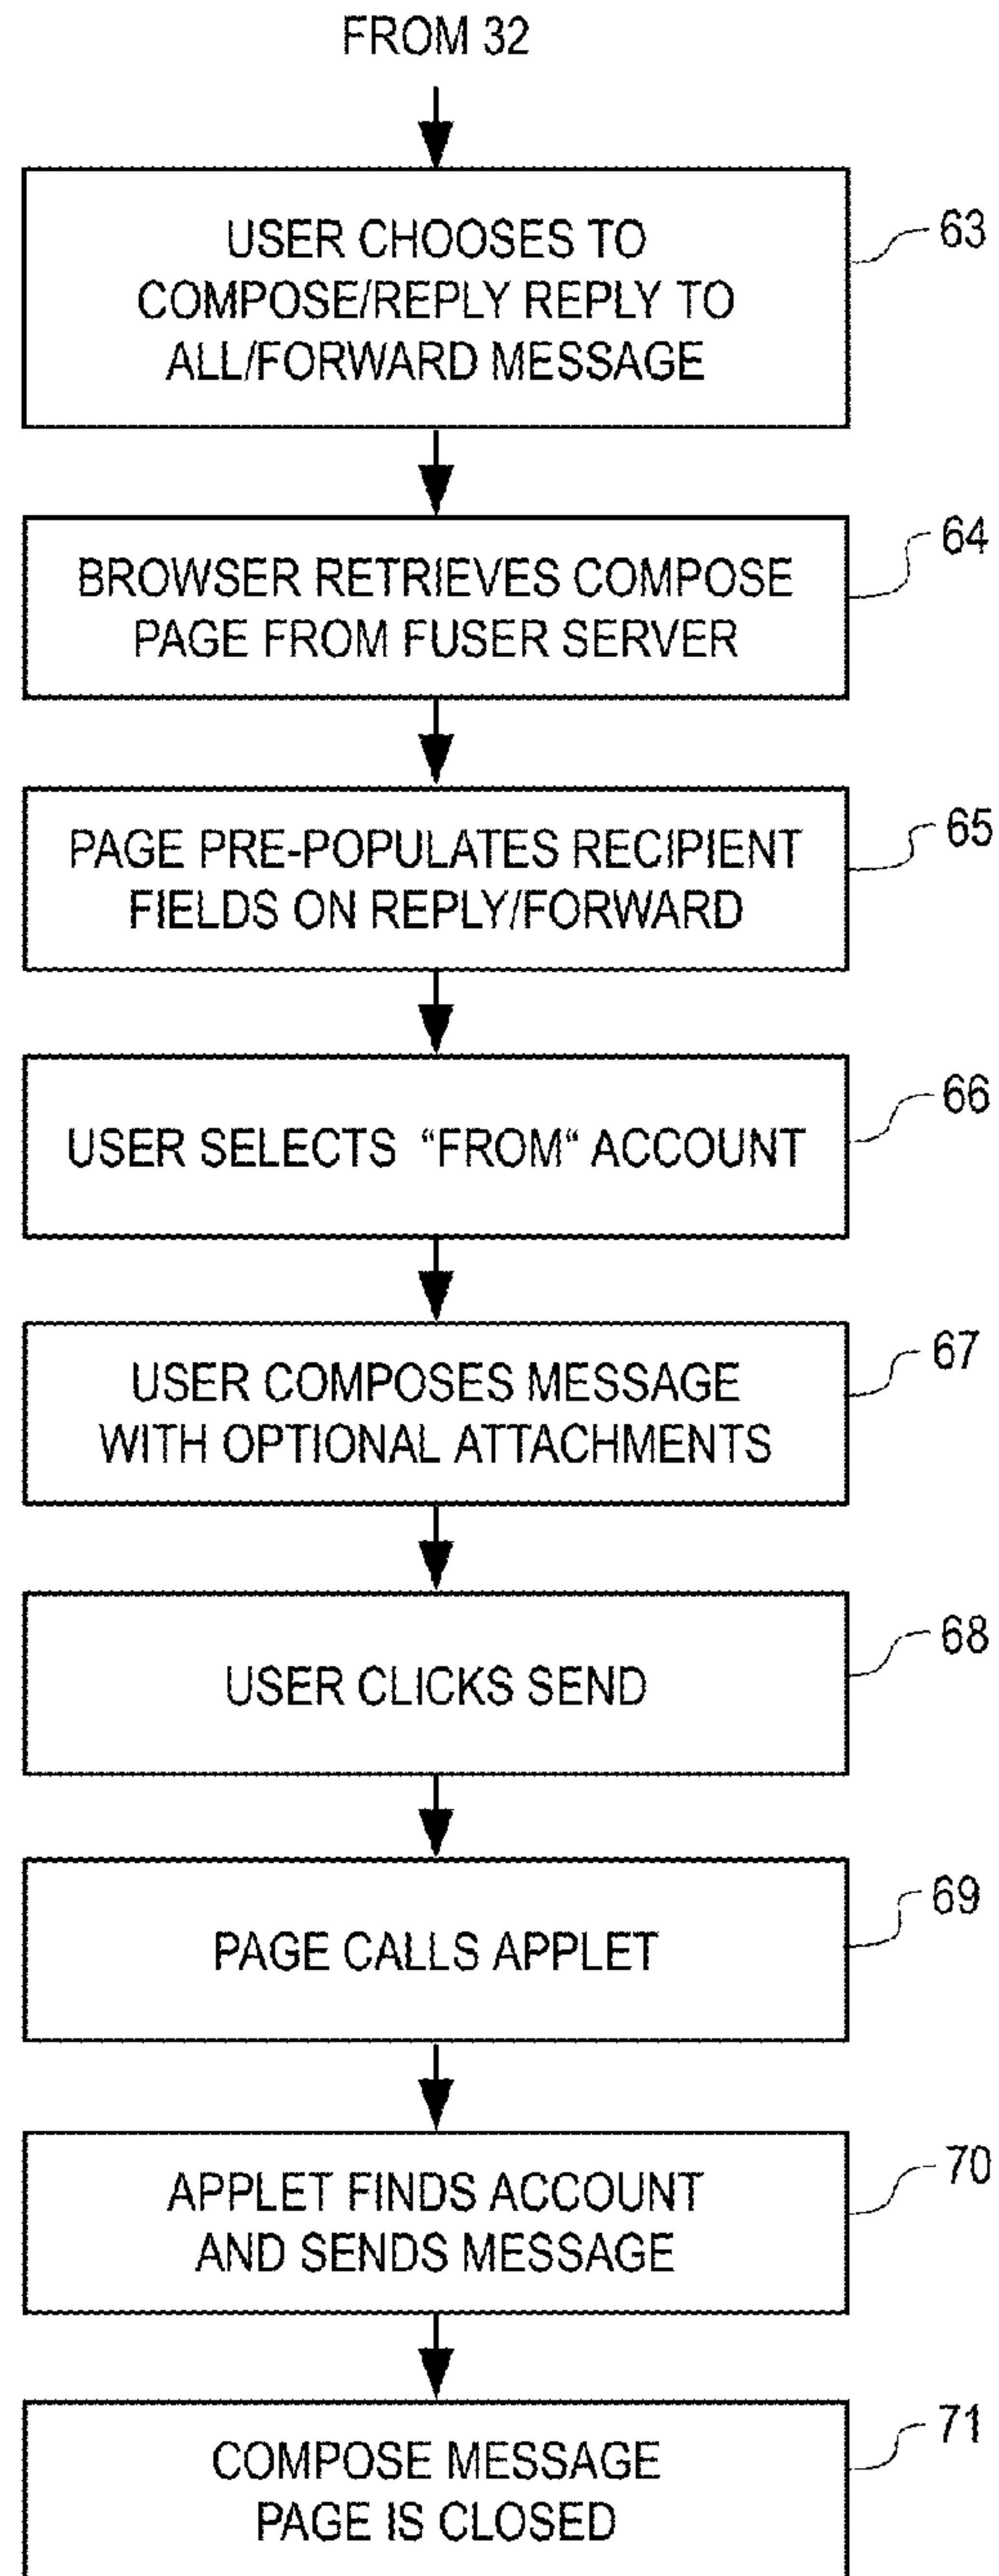 FROM 32
USER CHOOSES TO
COMPOSE/REPLY REPLY TO
ALL/FORWARD MESSAGE
63
BROWSER RETRIEVES COMPOSE
PAGE FROM FUSER SERVER
64
PAGE PRE-POPULATES RECIPIENT
FIELDS ON REPLY/FORWARD
65
USER SELECTS “FROM“ ACCOUNT
66
USER COMPOSES MESSAGE
WITH OPTIONAL ATTACHMENTS
67
USER CLICKS SEND
68
PAGE CALLS APPLET
69
APPLET FINDS ACCOUNT
AND SENDS MESSAGE
70
COMPOSE MESSAGE
PAGE IS CLOSED
71